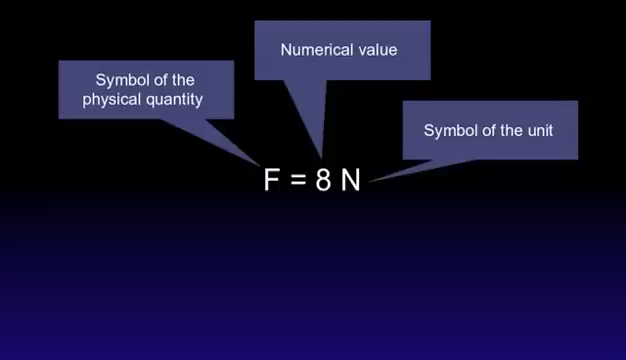 Numerical value
Symbol of the
physical quantity
Symbol of the unit
F = 8 N